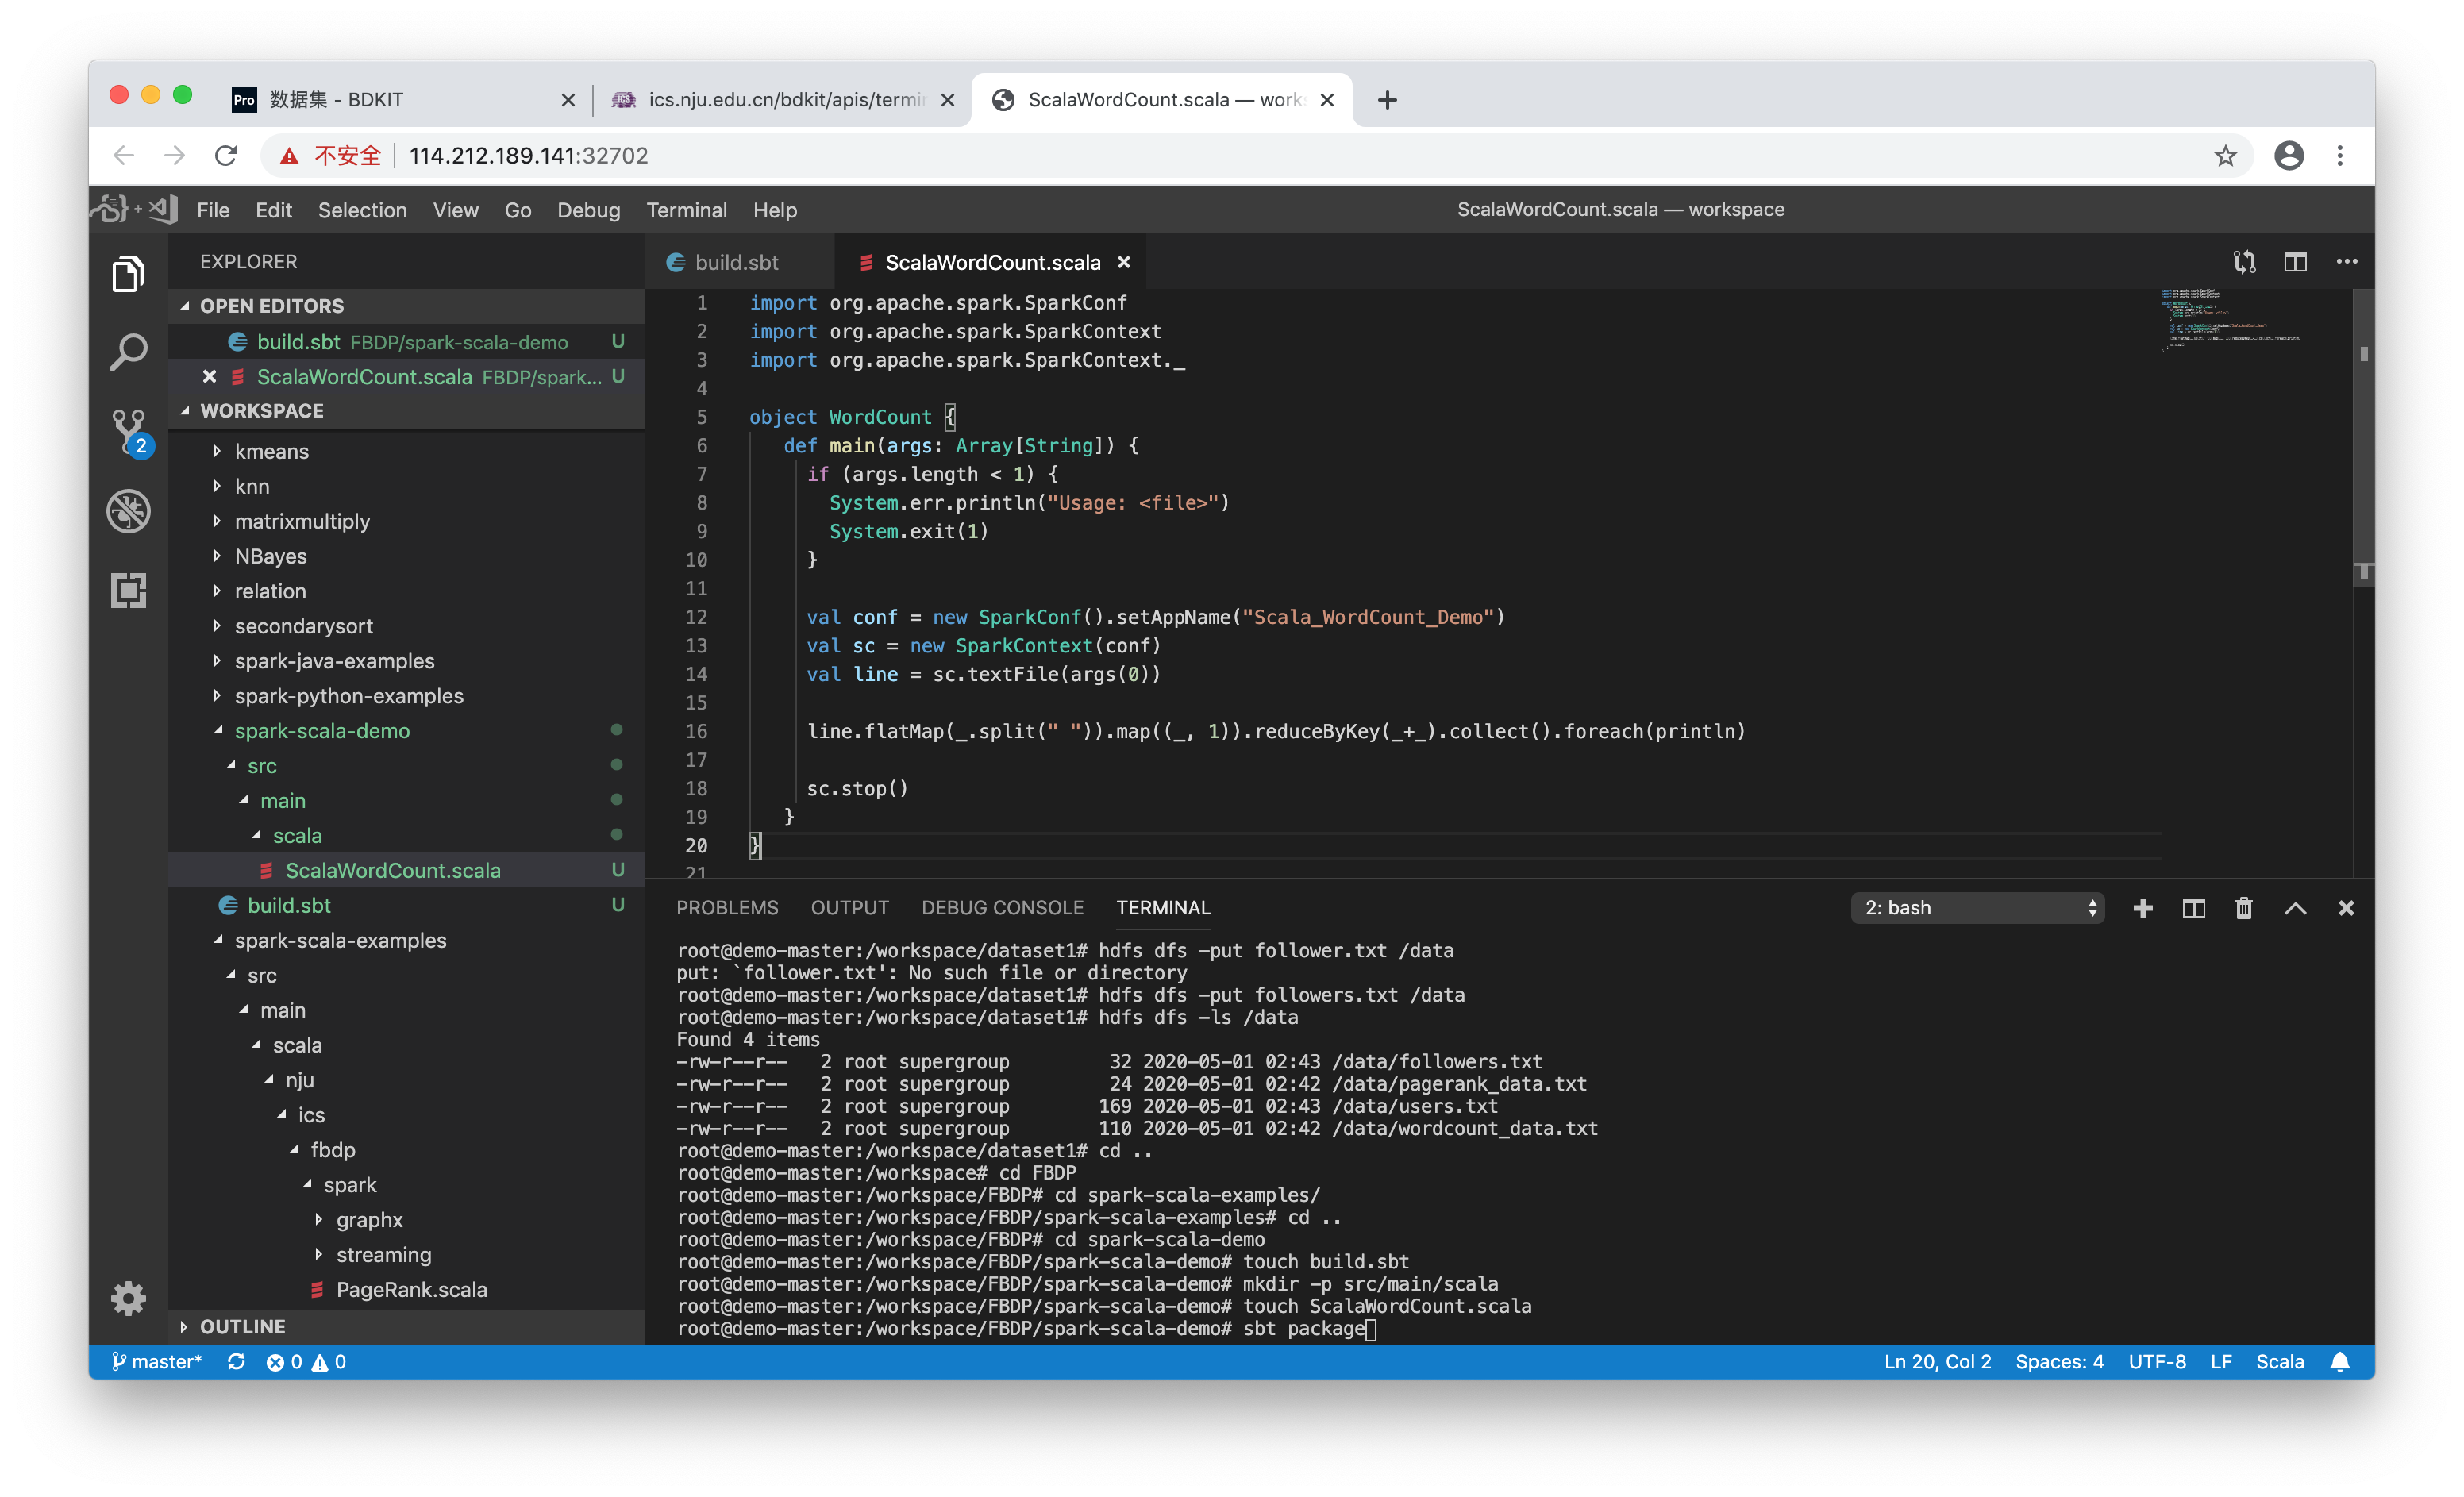 Pro 数据集 - BDKIT
ics.nju.edu.cn/bdkit/apis/termi
ScalaWordCount.scala — work
不安全 114.212.189.141:32702
File Edit Selection View Go Debug Terminal Help
ScalaWordCount.scala — workspace
EXPLORER
OPEN EDITORS
build.sbt FBDP/spark-scala-demo U
ScalaWordCount.scala FBDP/spark... U
WORKSPACE
2
kmeans
knn
matrixmultiply
NBayes
relation
secondarysort
spark-java-examples
spark-python-examples
spark-scala-demo
src
main
scala
ScalaWordCount.scala U
build.sbt U
spark-scala-examples
src
main
scala
nju
ics
fbdp
spark
graphx
streaming
PageRank.scala
OUTLINE
build.sbt
ScalaWordCount.scala
1 import org.apache.spark.SparkConf
2 import org.apache.spark.SparkContext
3 import org.apache.spark.SparkContext._
4
5 object WordCount {
6 def main(args: Array[String]) {
7 if (args.length < 1) {
8 System.err.println("Usage: <file>")
9 System.exit(1)
10 }
11
12 val conf = new SparkConf().setAppName("Scala_WordCount_Demo")
13 val sc = new SparkContext(conf)
14 val line = sc.textFile(args(0))
15
16 line.flatMap(_.split(" ")).map((_, 1)).reduceByKey(_+_).collect().foreach(println)
17
18 sc.stop()
19 }
20 }
21
PROBLEMS OUTPUT DEBUG CONSOLE TERMINAL
2: bash
root@demo-master:/workspace/dataset1# hdfs dfs -put follower.txt /data
put: `follower.txt': No such file or directory
root@demo-master:/workspace/dataset1# hdfs dfs -put followers.txt /data
root@demo-master:/workspace/dataset1# hdfs dfs -ls /data
Found 4 items
-rw-r--r-- 2 root supergroup 32 2020-05-01 02:43 /data/followers.txt
-rw-r--r-- 2 root supergroup 24 2020-05-01 02:42 /data/pagerank_data.txt
-rw-r--r-- 2 root supergroup 169 2020-05-01 02:43 /data/users.txt
-rw-r--r-- 2 root supergroup 110 2020-05-01 02:42 /data/wordcount_data.txt
root@demo-master:/workspace/dataset1# cd ..
root@demo-master:/workspace# cd FBDP
root@demo-master:/workspace/FBDP# cd spark-scala-examples/
root@demo-master:/workspace/FBDP/spark-scala-examples# cd ..
root@demo-master:/workspace/FBDP# cd spark-scala-demo
root@demo-master:/workspace/FBDP/spark-scala-demo# touch build.sbt
root@demo-master:/workspace/FBDP/spark-scala-demo# mkdir -p src/main/scala
root@demo-master:/workspace/FBDP/spark-scala-demo# touch ScalaWordCount.scala
root@demo-master:/workspace/FBDP/spark-scala-demo# sbt package
master* 0 0
Ln 20, Col 2 Spaces: 4 UTF-8 LF Scala